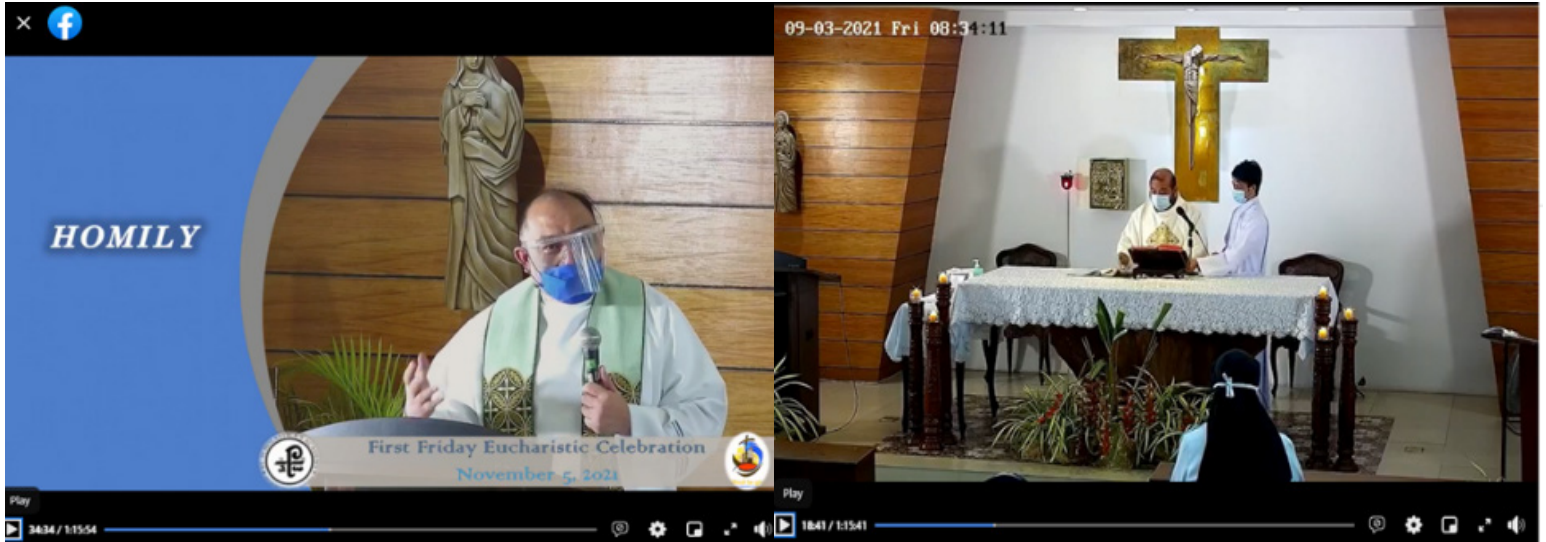 HOMILY
First Friday Eucharistic Celebration
November 5, 2021
Play
34:34 / 1:15:54
09-03-2021 Fri 08:34:11
Play
18:41 / 1:15:41